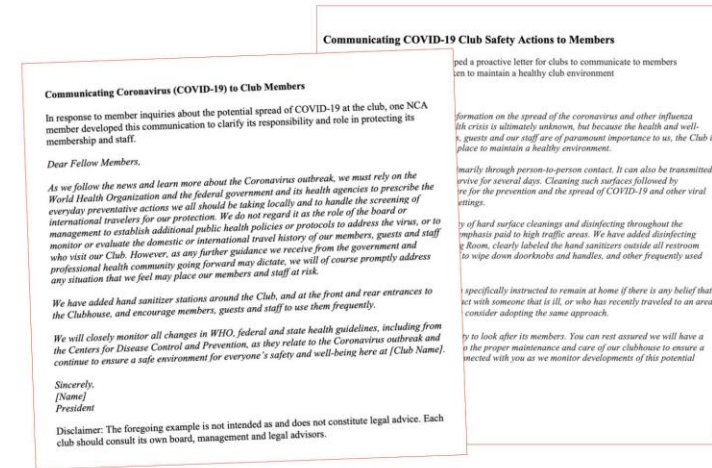 Communicating COVID-19 Club Safety Actions to Members
ped a proactive letter for clubs to communicate to members
en to maintain a healthy club environment
formation on the spread of the coronavirus and other influenza
lth crisis is ultimately unknown, but because the health and well-
s, guests and our staff are of paramount importance to us, the Club i
place to maintain a healthy environment.
marily through person-to-person contact. It can also be transmitted
rvive for several days. Cleaning such surfaces followed by
re for the prevention and the spread of COVID-19 and other viral
ettings.
y of hard surface cleanings and disinfecting throughout the
mphasis paid to high traffic areas. We have added disinfecting
g Room, clearly labeled the hand sanitizers outside all restroom
to wipe down doorknobs and handles, and other frequently used
specifically instructed to remain at home if there is any belief that
act with someone that is ill, or who has recently traveled to an area
consider adopting the same approach.
y to look after its members. You can rest assured we will have a
o the proper maintenance and care of our clubhouse to ensure a
nnected with you as we monitor developments of this potential
Communicating Coronavirus (COVID-19) to Club Members
In response to member inquiries about the potential spread of COVID-19 at the club, one NCA
member developed this communication to clarify its responsibility and role in protecting its
membership and staff.
Dear Fellow Members,
As we follow the news and learn more about the Coronavirus outbreak, we must rely on the
World Health Organization and the federal government and its health agencies to prescribe the
everyday preventative actions we all should be taking locally and to handle the screening of
international travelers for our protection. We do not regard it as the role of the board or
management to establish additional public health policies or protocols to address the virus, or to
monitor or evaluate the domestic or international travel history of our members, guests and staff
who visit our Club. However, as any further guidance we receive from the government and
professional health community going forward may dictate, we will of course promptly address
any situation that we feel may place our members and staff at risk.
We have added hand sanitizer stations around the Club, and at the front and rear entrances to
the Clubhouse, and encourage members, guests and staff to use them frequently.
We will closely monitor all changes in WHO, federal and state health guidelines, including from
the Centers for Disease Control and Prevention, as they relate to the Coronavirus outbreak and
continue to ensure a safe environment for everyone's safety and well-being here at [Club Name].
Sincerely,
[Name]
President
Disclaimer: The foregoing example is not intended as and does not constitute legal advice. Each
club should consult its own board, management and legal advisors.